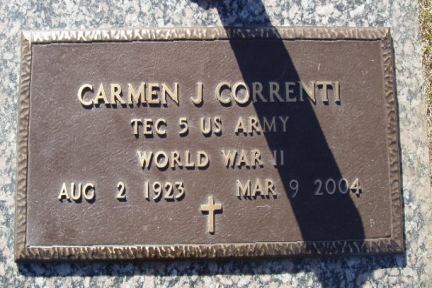 CARMEN J CORRENTI
TEC 5 US ARMY
WORLD WAR II
AUG 2 1923 MAR 9 2004